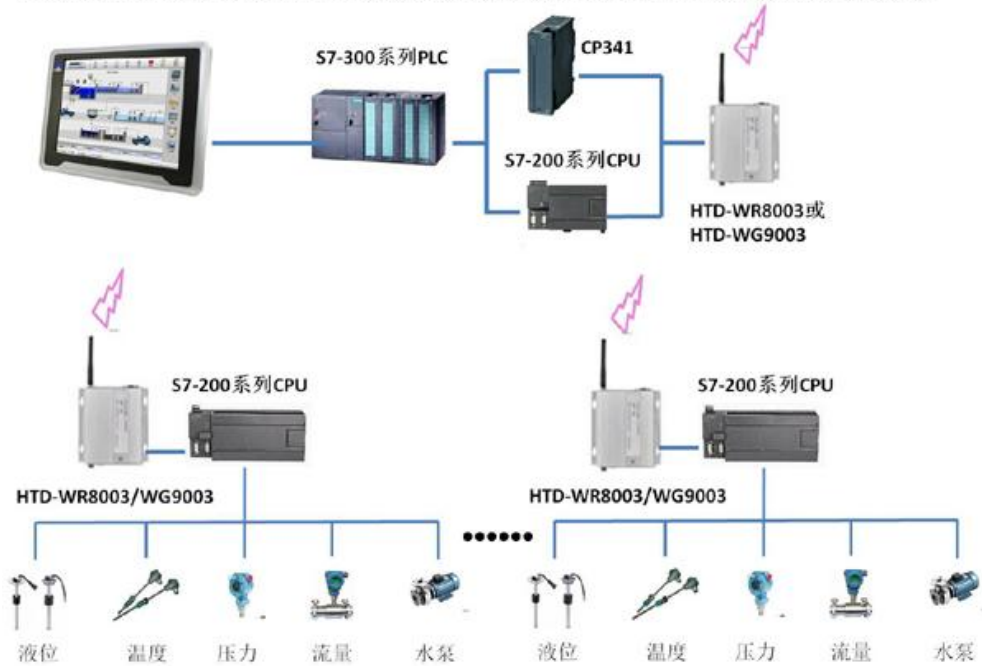 S7-300系列PLC
CP341
S7-200系列CPU
HTD-WR8003或
HTD-WG9003
S7-200系列CPU
S7-200系列CPU
HTD-WR8003/WG9003
HTD-WR8003/WG9003
······
液位 温度 压力 流量 水泵 液位 温度 压力 流量 水泵